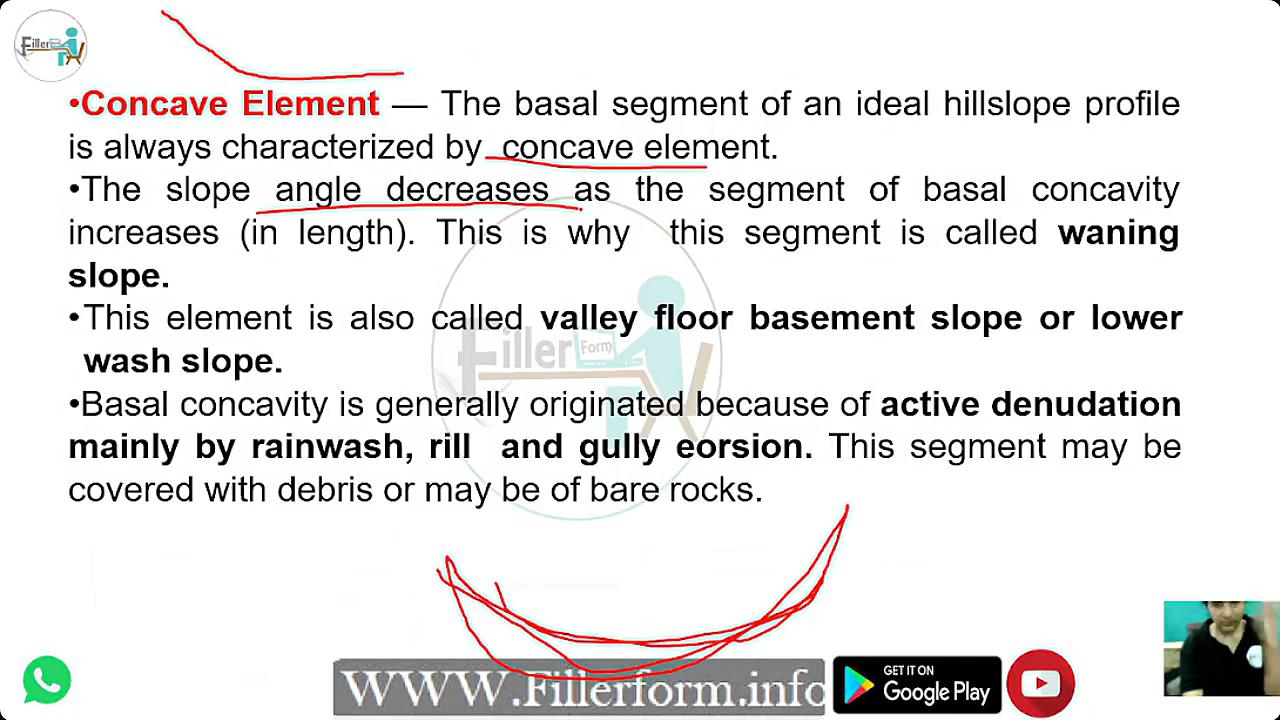 Filler
•Concave Element — The basal segment of an ideal hillslope profile
is always characterized by concave element.
•The slope angle decreases as the segment of basal concavity
increases (in length). This is why this segment is called waning
slope.
•This element is also called valley floor basement slope or lower
wash slope.
Filler Form
•Basal concavity is generally originated because of active denudation
mainly by rainwash, rill and gully eorsion. This segment may be
covered with debris or may be of bare rocks.
WWW.Fillerform.info
GET IT ON
Google Play